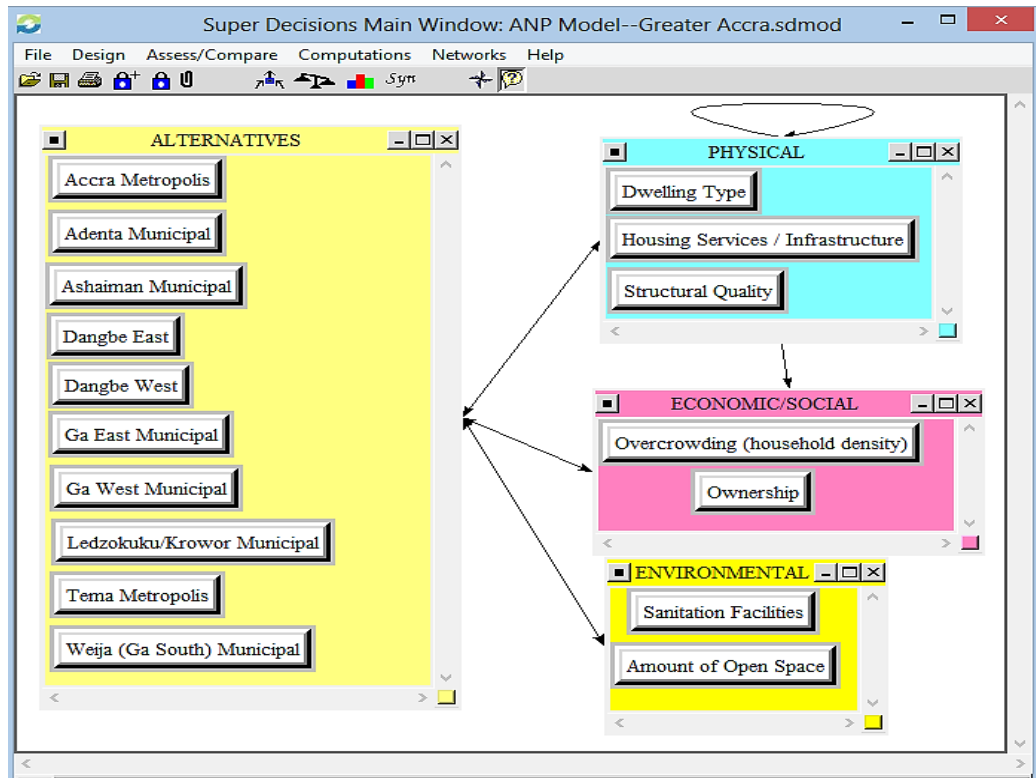 Super Decisions Main Window: ANP Model--Greater Accra.sdmod
File Design Assess/Compare Computations Networks Help
Syn
ALTERNATIVES
Accra Metropolis
Adenta Municipal
Ashaiman Municipal
Dangbe East
Dangbe West
Ga East Municipal
Ga West Municipal
Ledzokuku/Krowor Municipal
Tema Metropolis
Weija (Ga South) Municipal
PHYSICAL
Dwelling Type
Housing Services / Infrastructure
Structural Quality
ECONOMIC/SOCIAL
Overcrowding (household density)
Ownership
ENVIRONMENTAL
Sanitation Facilities
Amount of Open Space